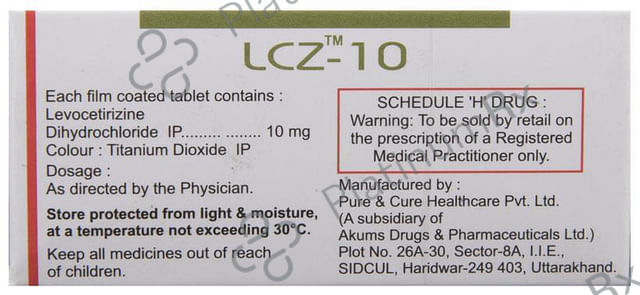 LCZ™-10
Each film coated tablet contains :
Levocetirizine
Dihydrochloride IP......... ......... 10 mg
Colour : Titanium Dioxide IP
Dosage :
As directed by the Physician.
Store protected from light & moisture,
at a temperature not exceeding 30°C.
Keep all medicines out of reach
of children.
SCHEDULE 'H' DRUG :
Warning: To be sold by retail on
the prescription of a Registered
Medical Practitioner only.
Manufactured by :
Pure & Cure Healthcare Pvt. Ltd.
(A subsidiary of
Akums Drugs & Pharmaceuticals Ltd.)
Plot No. 26A-30, Sector-8A, I.I.E.,
SIDCUL, Haridwar-249 403, Uttarakhand.
PlatinumRx